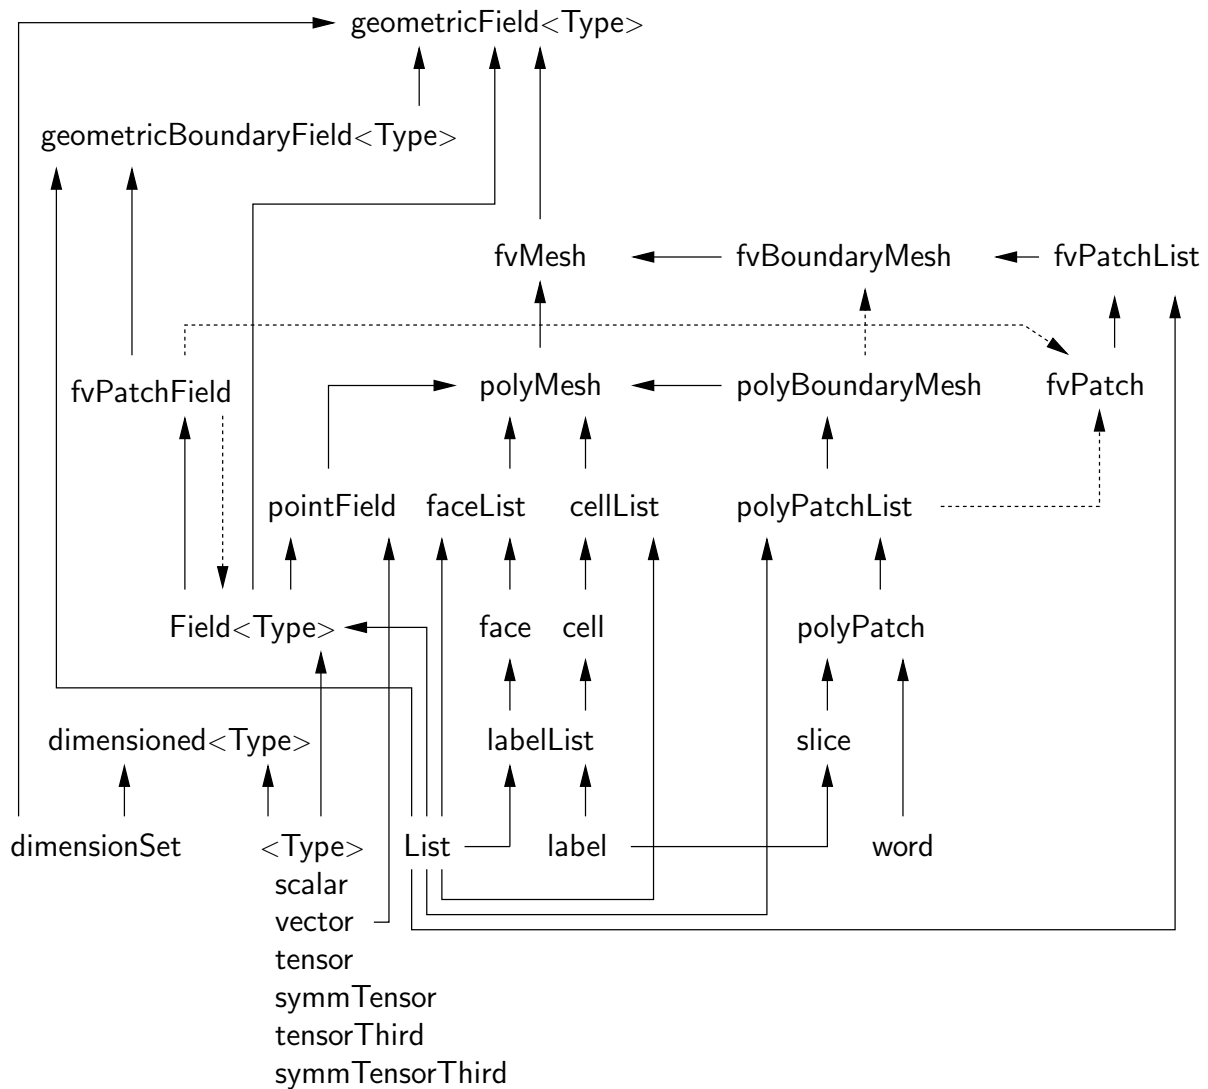 geometricField<Type>
geometricBoundaryField<Type>
fvMesh fvBoundaryMesh fvPatchList
fvPatchField polyMesh polyBoundaryMesh fvPatch
pointField faceList cellList polyPatchList
Field<Type> face cell polyPatch
dimensioned<Type> labelList slice
dimensionSet <Type> List label word
scalar
vector
tensor
symmTensor
tensorThird
symmTensorThird